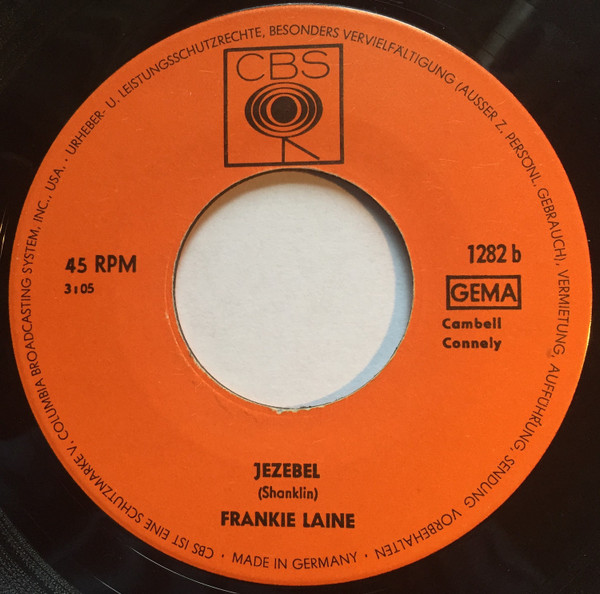 CBS
45 RPM
3:05
1282 b
GEMA
Cambell
Connely
JEZEBEL
(Shanklin)
FRANKIE LAINE
CBS IST EINE SCHUTZMARKE V. COLUMBIA BROADCASTING SYSTEM, INC., USA. · URHEBER- U. LEISTUNGSSCHUTZRECHTE, BESONDERS VERVIELFÄLTIGUNG (AUSSER Z. PERSÖNL. GEBRAUCH), VERMIETUNG, AUFFÜHRUNG, SENDUNG VORBEHALTEN · MADE IN GERMANY ·